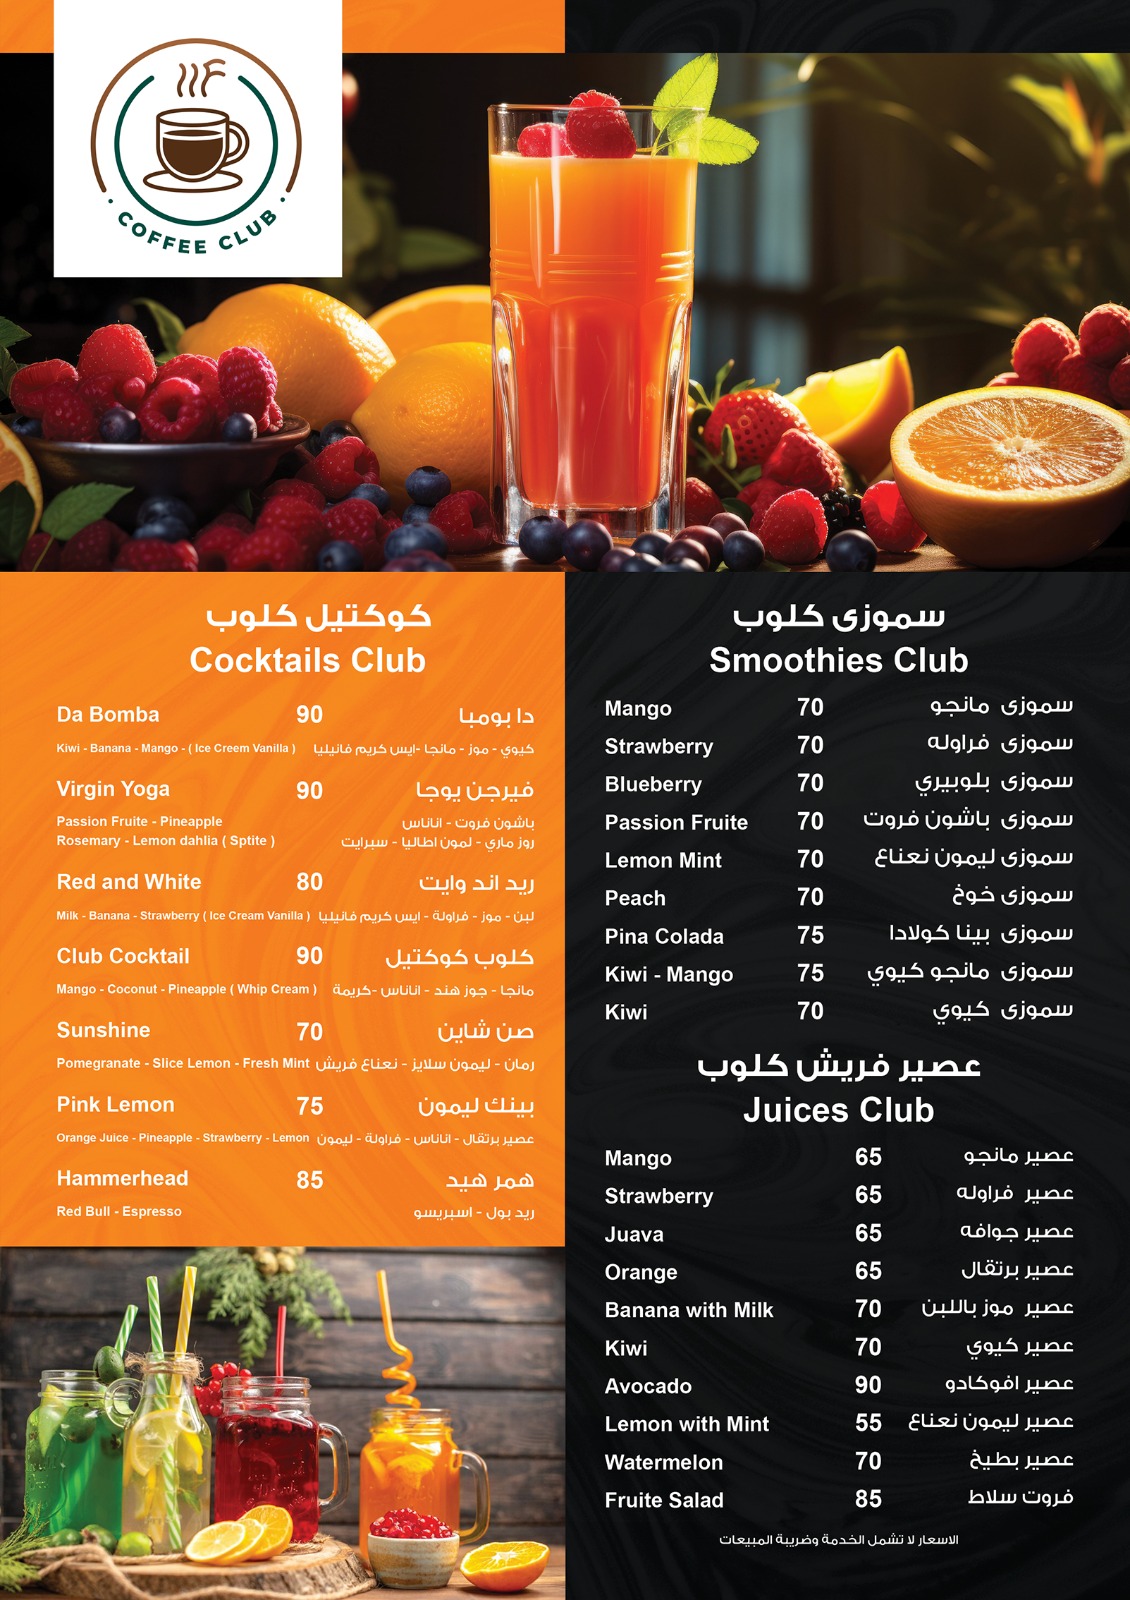 COFFEE CLUB
كوكتيل كلوب
Cocktails Club
Da Bomba 90 دا بومبا
Kiwi - Banana - Mango - ( Ice Creem Vanilla ) كيوي - موز - مانجا -ايس كريم فانيليا
Virgin Yoga 90 فيرجن يوجا
Passion Fruite - Pineapple باشون فروت - اناناس
Rosemary - Lemon dahlia ( Sptite ) روز ماري - لمون اطاليا - سبرايت
Red and White 80 ريد اند وايت
Milk - Banana - Strawberry ( Ice Cream Vanilla ) لبن - موز - فراولة - ايس كريم فانيليا
Club Cocktail 90 كلوب كوكتيل
Mango - Coconut - Pineapple ( Whip Cream ) مانجا - جوز هند - اناناس -كريمة
Sunshine 70 صن شاين
Pomegranate - Slice Lemon - Fresh Mint رمان - ليمون سلايز - نعناع فريش
Pink Lemon 75 بينك ليمون
Orange Juice - Pineapple - Strawberry - Lemon عصير برتقال - اناناس - فراولة - ليمون
Hammerhead 85 همر هيد
Red Bull - Espresso ريد بول - اسبريسو
سموزى كلوب
Smoothies Club
Mango 70 سموزى مانجو
Strawberry 70 سموزى فراوله
Blueberry 70 سموزى بلوبيري
Passion Fruite 70 سموزى باشون فروت
Lemon Mint 70 سموزى ليمون نعناع
Peach 70 سموزى خوخ
Pina Colada 75 سموزى بينا كولادا
Kiwi - Mango 75 سموزى مانجو كيوي
Kiwi 70 سموزى كيوي
عصير فريش كلوب
Juices Club
Mango 65 عصير مانجو
Strawberry 65 عصير فراوله
Juava 65 عصير جوافه
Orange 65 عصير برتقال
Banana with Milk 70 عصير موز باللبن
Kiwi 70 عصير كيوي
Avocado 90 عصير افوكادو
Lemon with Mint 55 عصير ليمون نعناع
Watermelon 70 عصير بطيخ
Fruite Salad 85 فروت سلاط
الاسعار لا تشمل الخدمة وضريبة المبيعات